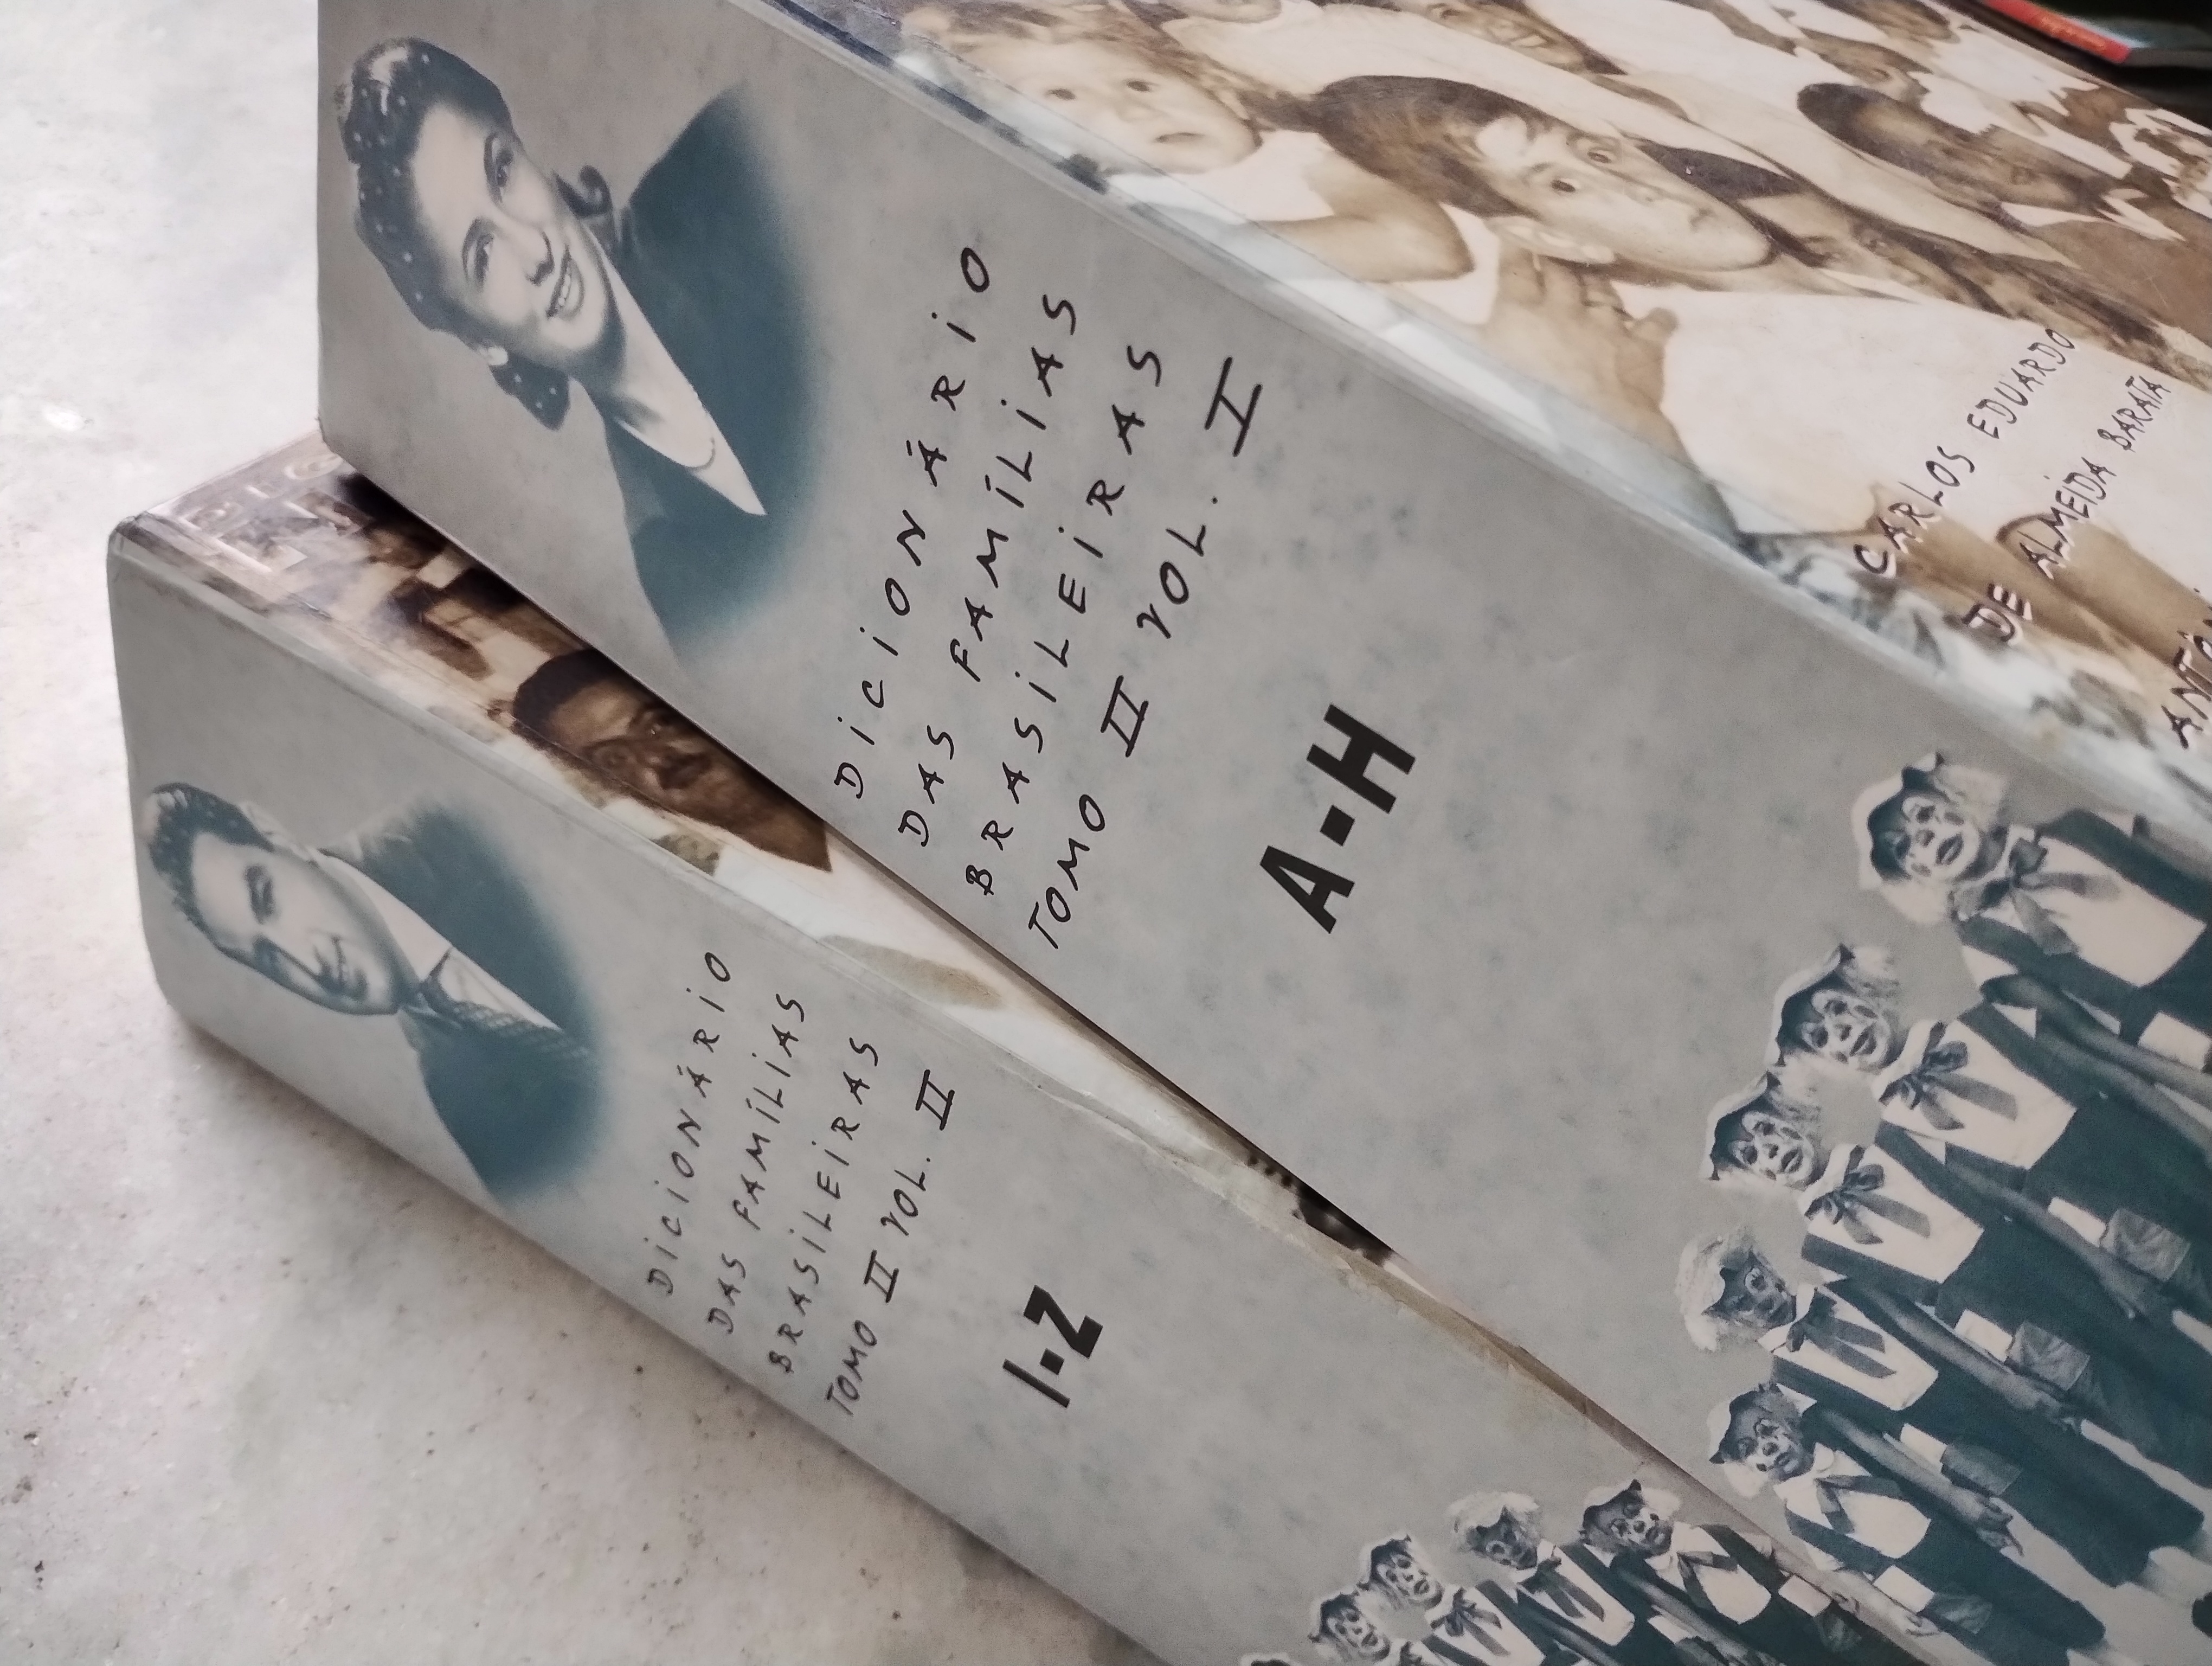 DICIONÁRIO
DAS FAMÍLIAS
BRASILEIRAS
TOMO II VOL. I
A-H
CARLOS EDUARDO
DE ALMEIDA BARATA
DICIONÁRIO
DAS FAMÍLIAS
BRASILEIRAS
TOMO II VOL. II
I-Z